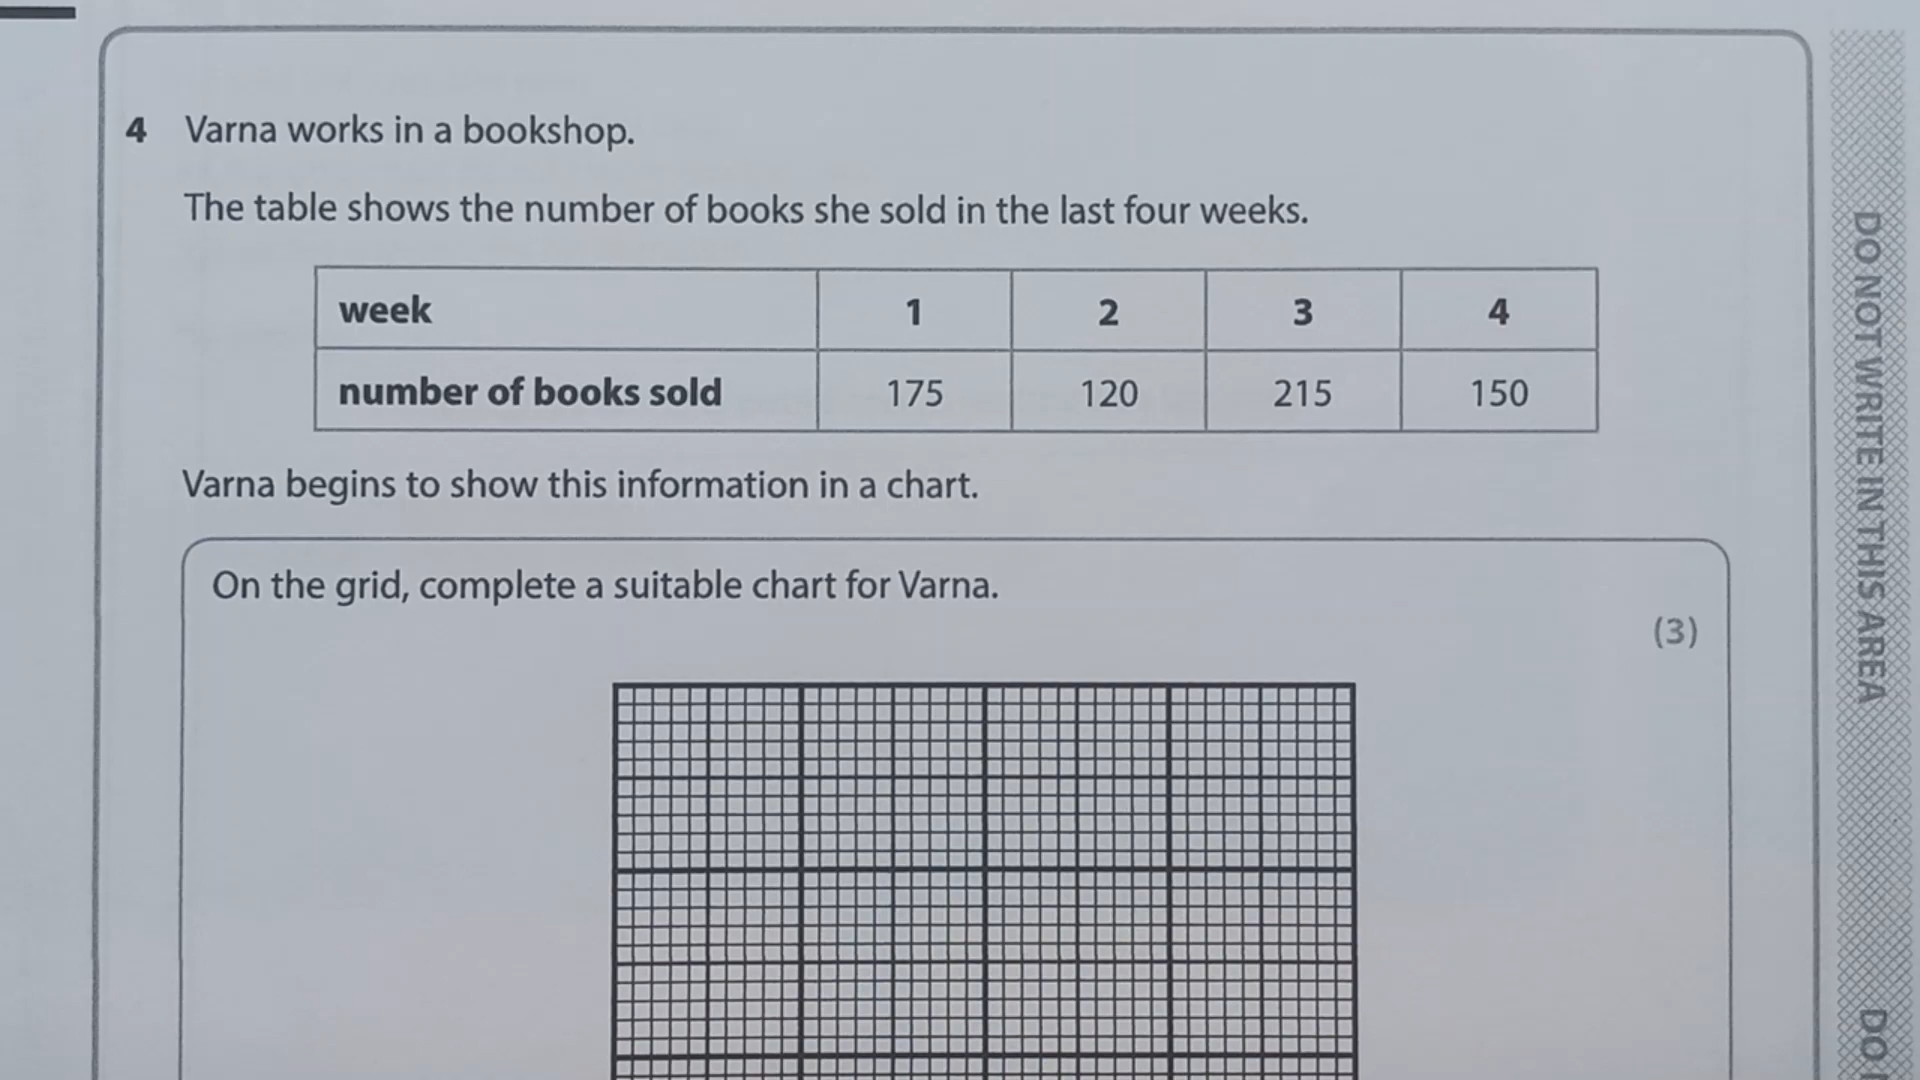 4 Varna works in a bookshop.
The table shows the number of books she sold in the last four weeks.
week 1 2 3 4
number of books sold 175 120 215 150
Varna begins to show this information in a chart.
On the grid, complete a suitable chart for Varna.
(3)
DO NOT WRITE IN THIS AREA
DO